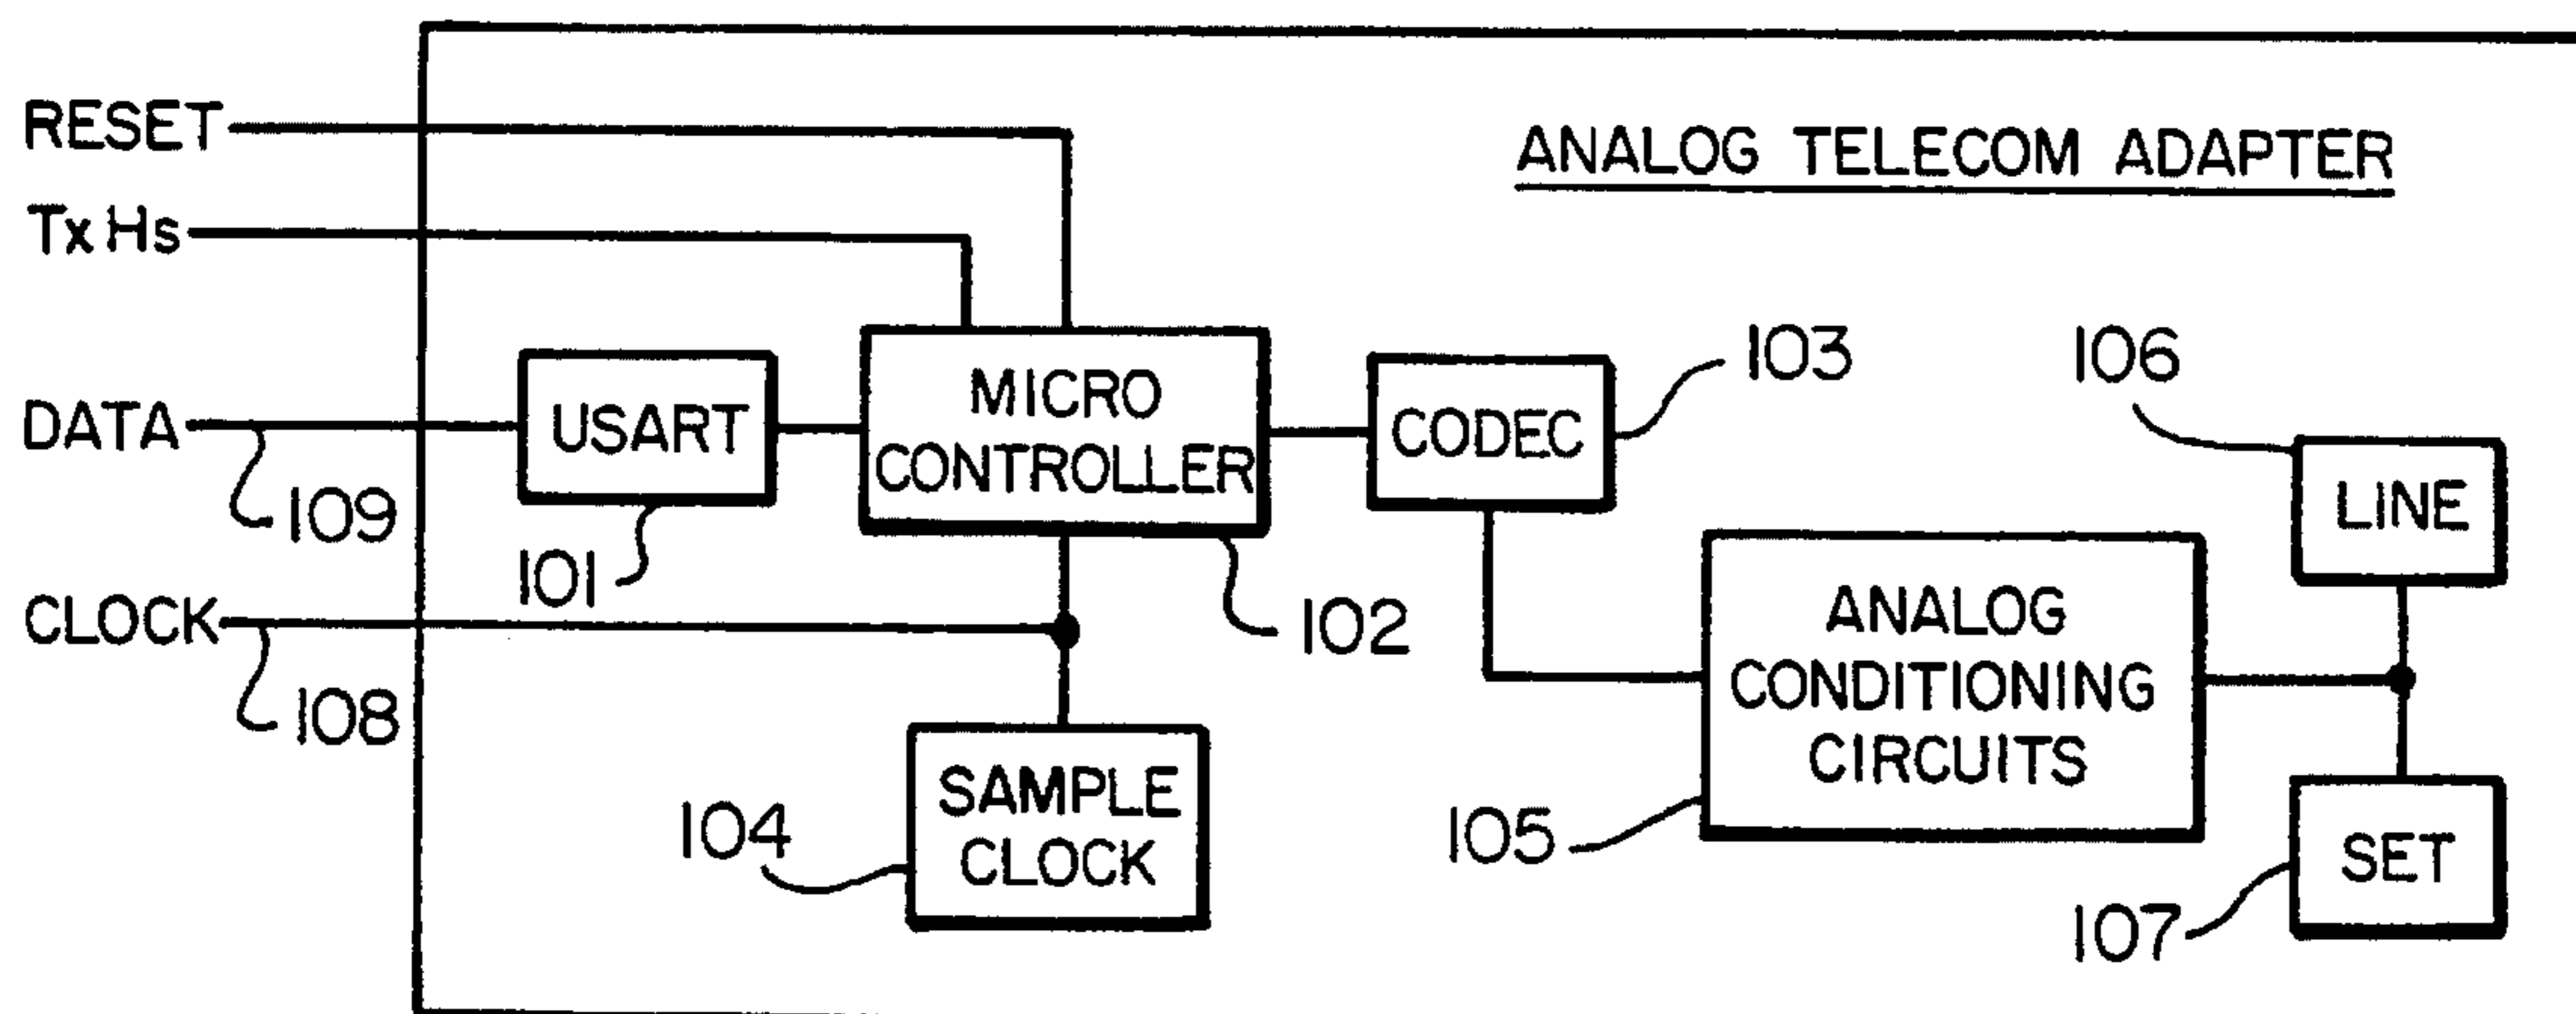 RESET
ANALOG TELECOM ADAPTER
Tx Hs
DATA
109
USART
101
MICRO
CONTROLLER
102
CODEC
103
106
LINE
CLOCK
108
104
SAMPLE
CLOCK
105
ANALOG
CONDITIONING
CIRCUITS
107
SET